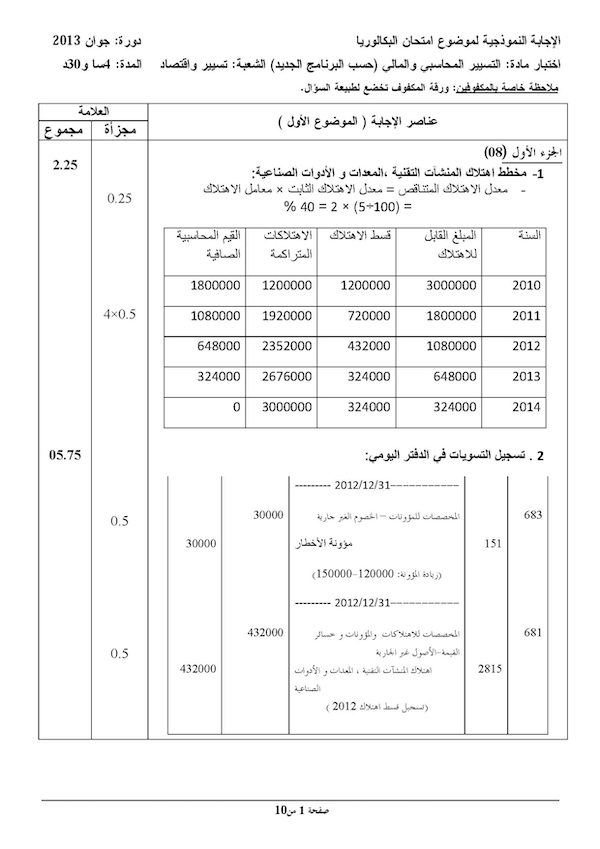 الإجابة النموذجية لموضوع امتحان البكالوريا دورة: جوان 2013
اختبار مادة: التسيير المحاسبي والمالي (حسب البرنامج الجديد) الشعبة: تسيير واقتصاد المدة: 4سا و30د
ملاحظة خاصة بالمكفوفين: ورقة المكفوف تخضع لطبيعة السؤال.
عناصر الإجابة ( الموضوع الأول ) العلامة
مجزأة مجموع
الجزء الأول (08)
1- مخطط اهتلاك المنشآت التقنية ،المعدات و الأدوات الصناعية: 2.25
- معدل الاهتلاك المتناقص = معدل الاهتلاك الثابت × معامل الاهتلاك 0.25
= (100÷5) × 2 = 40 %
السنة المبلغ القابل للاهتلاك قسط الاهتلاك الاهتلاكات المتراكمة القيم المحاسبية الصافية
2010 3000000 1200000 1200000 1800000
2011 1800000 720000 1920000 1080000 4×0.5
2012 1080000 432000 2352000 648000
2013 648000 324000 2676000 324000
2014 324000 324000 3000000 0
2 . تسجيل التسويات في الدفتر اليومي: 05.75
--------- 2012/12/31-----------
683 المخصصات للمؤونات – الخصوم الغير جارية 30000 0.5
151 مؤونة الأخطار 30000
(زيادة المؤونة: 120000-150000)
--------- 2012/12/31-----------
681 المخصصات للاهتلاكات والمؤونات و خسائر 432000
القيمة-الأصول غير الجارية 0.5
2815 اهتلاك المنشآت التقنية ، المعدات و الأدوات 432000
الصناعية
(تسجيل قسط اهتلاك 2012 )
صفحة 1 من10